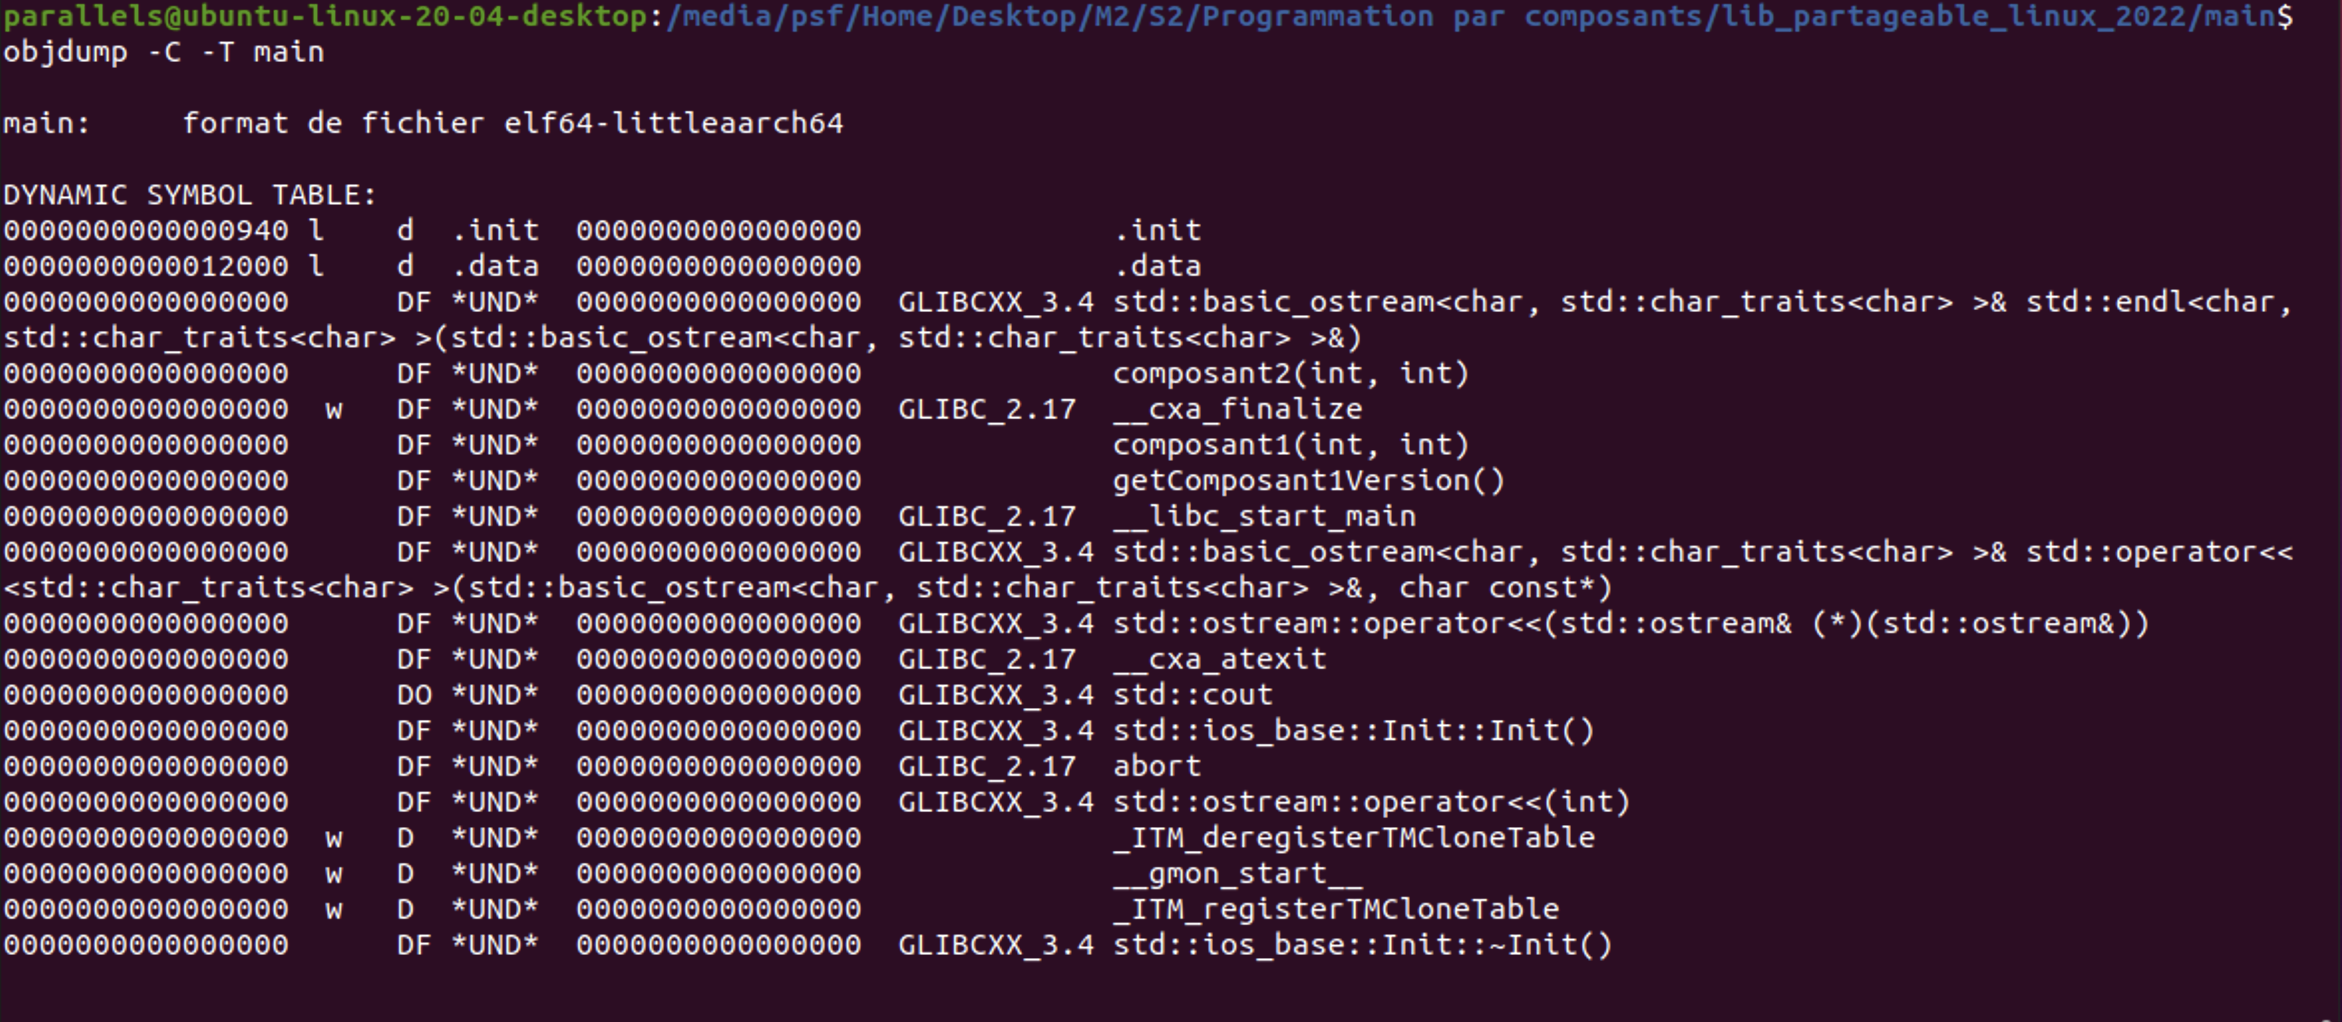 parallels@ubuntu-linux-20-04-desktop:/media/psf/Home/Desktop/M2/S2/Programmation par composants/lib_partageable_linux_2022/main$
objdump -C -T main
main:     format de fichier elf64-littleaarch64
DYNAMIC SYMBOL TABLE:
0000000000000940 l    d  .init  0000000000000000              .init
0000000000012000 l    d  .data  0000000000000000              .data
0000000000000000      DF *UND*  0000000000000000  GLIBCXX_3.4 std::basic_ostream<char, std::char_traits<char> >& std::endl<char,
std::char_traits<char> >(std::basic_ostream<char, std::char_traits<char> >&)
0000000000000000      DF *UND*  0000000000000000              composant2(int, int)
0000000000000000  w   DF *UND*  0000000000000000  GLIBC_2.17  __cxa_finalize
0000000000000000      DF *UND*  0000000000000000              composant1(int, int)
0000000000000000      DF *UND*  0000000000000000              getComposant1Version()
0000000000000000      DF *UND*  0000000000000000  GLIBC_2.17  __libc_start_main
0000000000000000      DF *UND*  0000000000000000  GLIBCXX_3.4 std::basic_ostream<char, std::char_traits<char> >& std::operator<<
<std::char_traits<char> >(std::basic_ostream<char, std::char_traits<char> >&, char const*)
0000000000000000      DF *UND*  0000000000000000  GLIBCXX_3.4 std::ostream::operator<<(std::ostream& (*)(std::ostream&))
0000000000000000      DF *UND*  0000000000000000  GLIBC_2.17  __cxa_atexit
0000000000000000      DO *UND*  0000000000000000  GLIBCXX_3.4 std::cout
0000000000000000      DF *UND*  0000000000000000  GLIBCXX_3.4 std::ios_base::Init::Init()
0000000000000000      DF *UND*  0000000000000000  GLIBC_2.17  abort
0000000000000000      DF *UND*  0000000000000000  GLIBCXX_3.4 std::ostream::operator<<(int)
0000000000000000  w   D  *UND*  0000000000000000              _ITM_deregisterTMCloneTable
0000000000000000  w   D  *UND*  0000000000000000              __gmon_start__
0000000000000000  w   D  *UND*  0000000000000000              _ITM_registerTMCloneTable
0000000000000000      DF *UND*  0000000000000000  GLIBCXX_3.4 std::ios_base::Init::~Init()